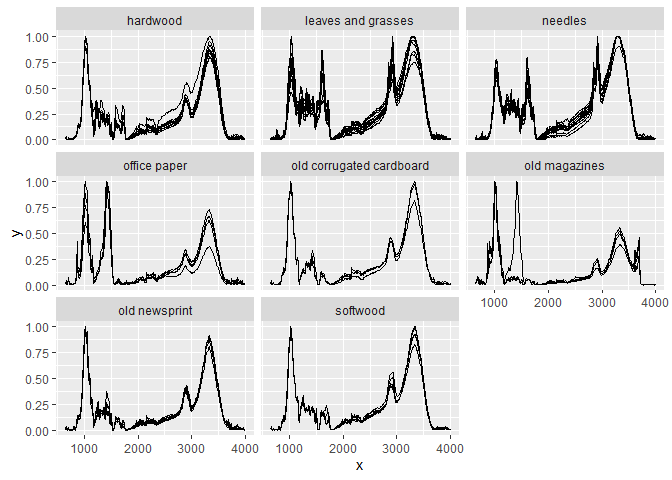 hardwood leaves and grasses needles
1.00
0.75
0.50
0.25
0.00
office paper old corrugated cardboard old magazines
1.00
0.75
0.50
0.25
0.00
y
1000 2000 3000 4000
old newsprint softwood
1.00
0.75
0.50
0.25
0.00
1000 2000 3000 4000 1000 2000 3000 4000
x